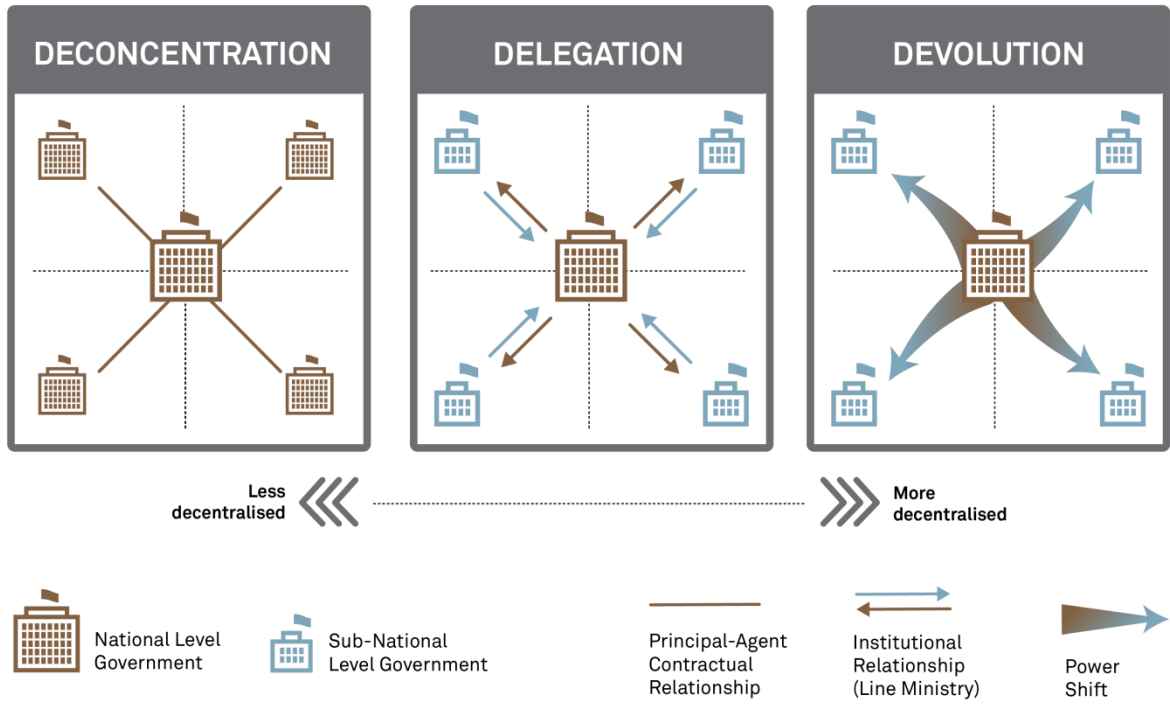 DECONCENTRATION
DELEGATION
DEVOLUTION
Less
decentralised
More
decentralised
National Level
Government
Sub-National
Level Government
Principal-Agent
Contractual
Relationship
Institutional
Relationship
(Line Ministry)
Power
Shift